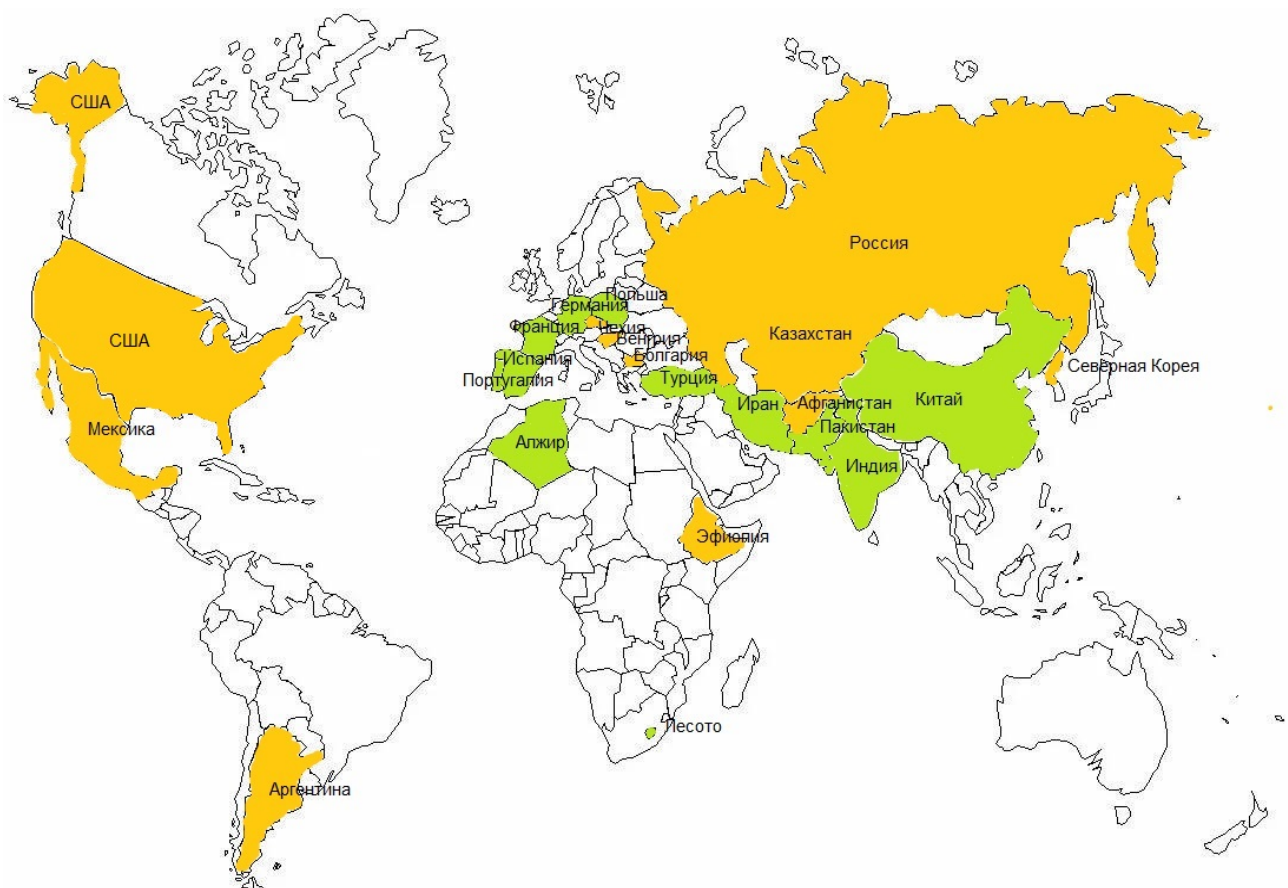 США
Россия
Польша
Германия
Франция
Чехия
Казахстан
США
Венгрия
Болгария
Испания
Северная Корея
Португалия
Турция
Иран
Афганистан
Китай
Мексика
Алжир
Пакистан
Индия
Эфиопия
Лесото
Аргентина